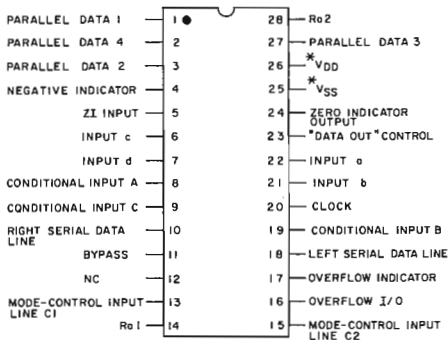 PARALLEL DATA 1 1 28 Ro2
PARALLEL DATA 4 2 27 PARALLEL DATA 3
PARALLEL DATA 2 3 26 *VDD
NEGATIVE INDICATOR 4 25 *VSS
ZI INPUT 5 24 ZERO INDICATOR
OUTPUT
INPUT c 6 23 "DATA OUT" CONTROL
INPUT d 7 22 INPUT a
CONDITIONAL INPUT A 8 21 INPUT b
CONDITIONAL INPUT C 9 20 CLOCK
RIGHT SERIAL DATA
LINE 10 19 CONDITIONAL INPUT B
BYPASS 11 18 LEFT SERIAL DATA LINE
NC 12 17 OVERFLOW INDICATOR
MODE-CONTROL INPUT
LINE C1 13 16 OVERFLOW I/O
Ro1 14 15 MODE-CONTROL INPUT
LINE C2